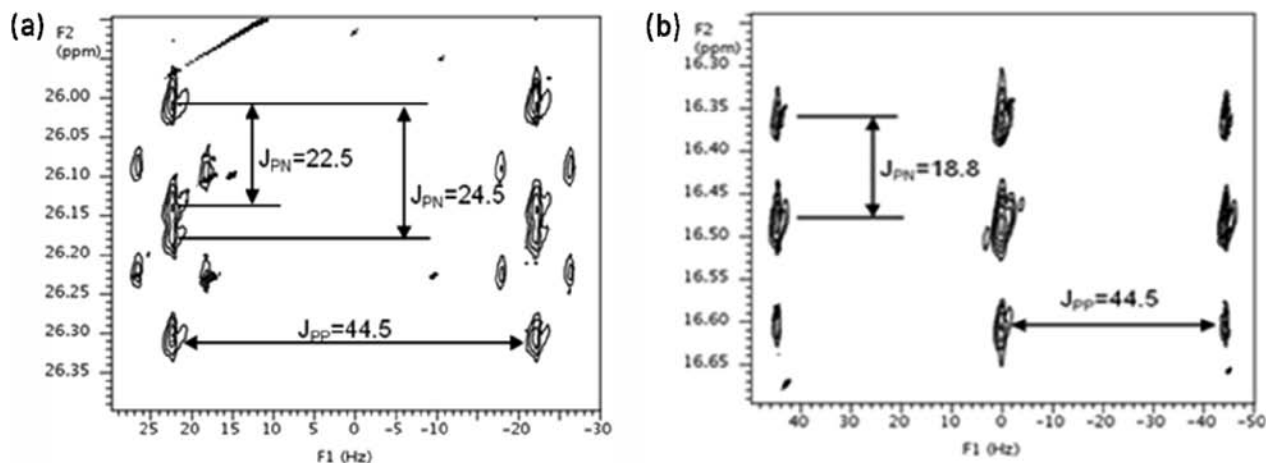 (a)
F2
(ppm)
26.00
26.05
26.10
26.15
26.20
26.25
26.30
26.35
JPN=22.5
JPN=24.5
JPP=44.5
25 20 15 10 5 0 -5 -10 -20 -30
F1 (Hz)
(b)
F2
(ppm)
16.30
16.35
16.40
16.45
16.50
16.55
16.60
16.65
JPN=18.8
JPP=44.5
40 30 20 10 0 -10 -20 -30 -40 -50
F1 (Hz)